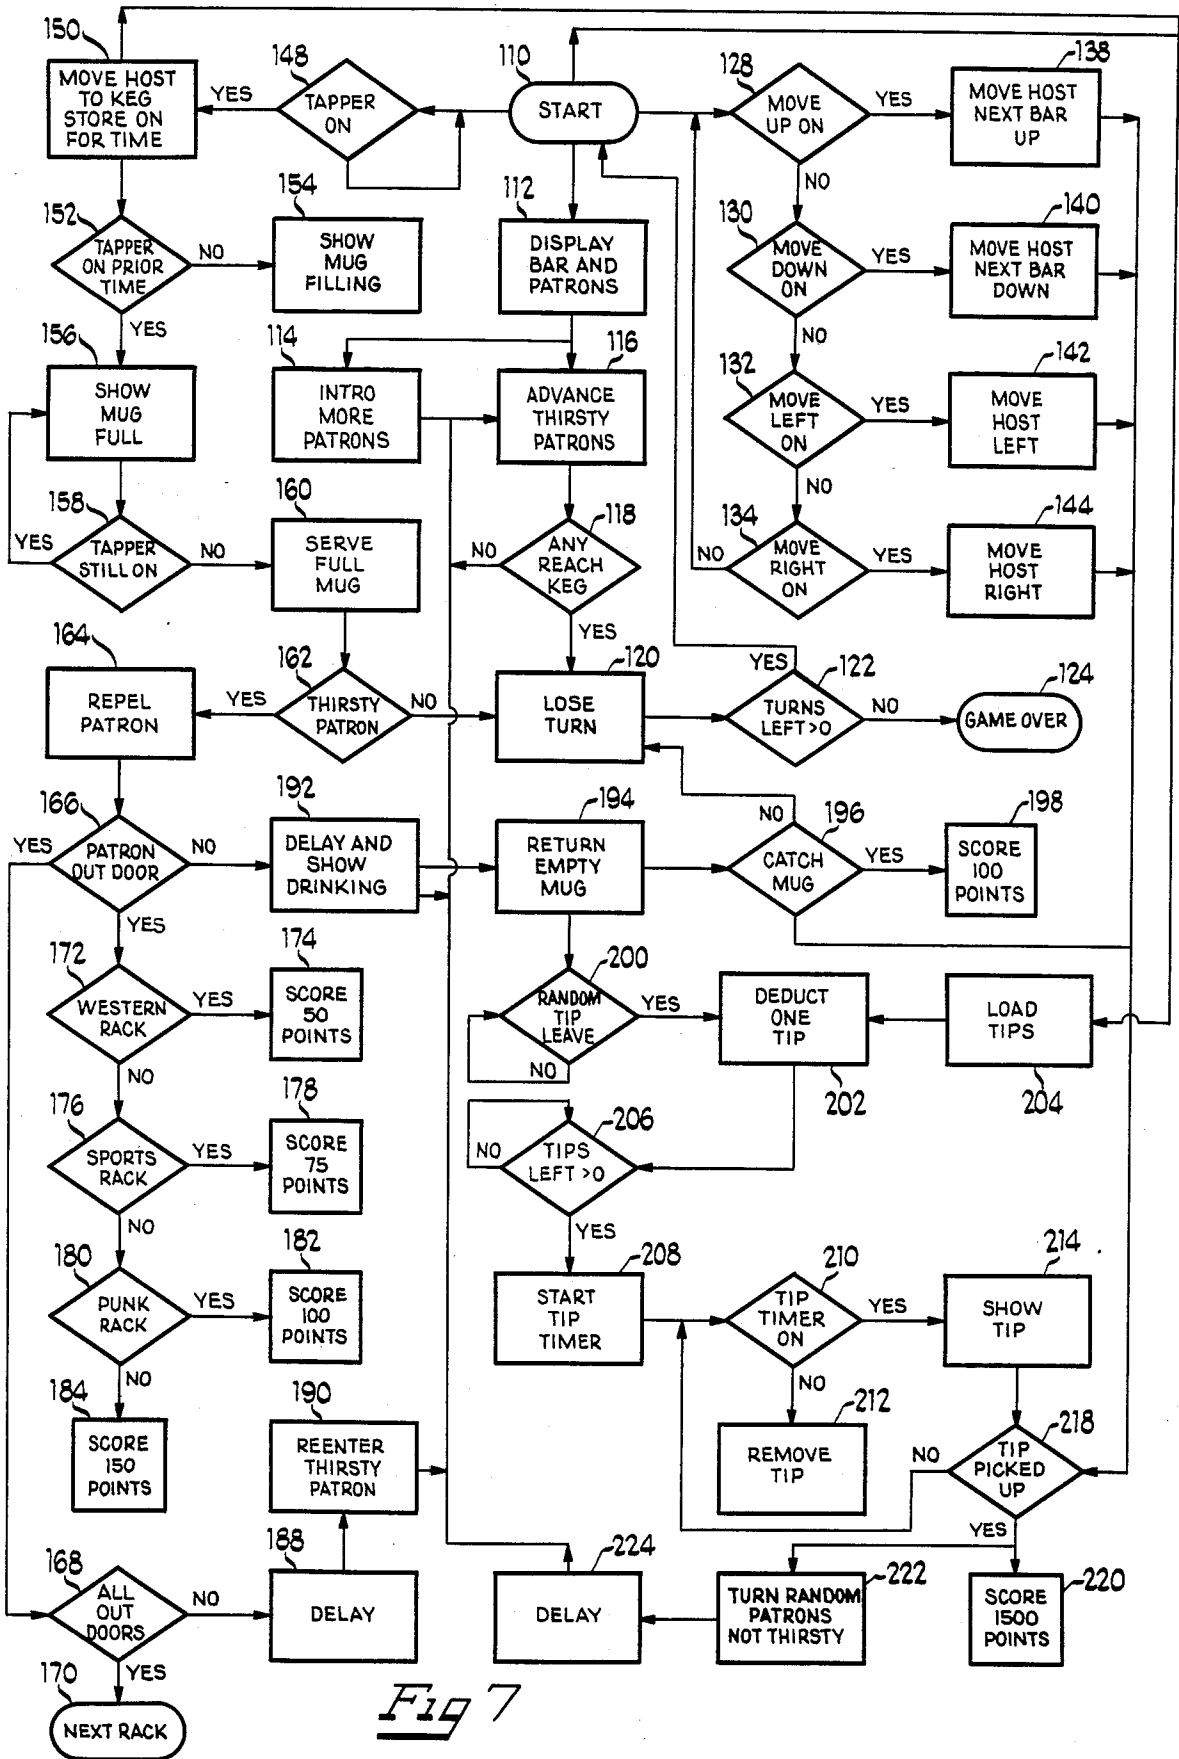 150
MOVE HOST
TO KEG
STORE ON
FOR TIME
YES
148
TAPPER
ON
110
START
128
MOVE
UP ON
YES
138
MOVE HOST
NEXT BAR
UP
NO
152
TAPPER
ON PRIOR
TIME
NO
154
SHOW
MUG
FILLING
112
DISPLAY
BAR AND
PATRONS
130
MOVE
DOWN
ON
YES
140
MOVE HOST
NEXT BAR
DOWN
YES
NO
156
SHOW
MUG
FULL
114
INTRO
MORE
PATRONS
116
ADVANCE
THIRSTY
PATRONS
132
MOVE
LEFT
ON
YES
142
MOVE
HOST
LEFT
NO
158
YES
TAPPER
STILL ON
NO
160
SERVE
FULL
MUG
NO
118
ANY
REACH
KEG
YES
134
NO
MOVE
RIGHT
ON
YES
144
MOVE
HOST
RIGHT
164
REPEL
PATRON
YES
162
THIRSTY
PATRON
NO
120
LOSE
TURN
YES
122
TURNS
LEFT >0
NO
124
GAME OVER
166
YES
PATRON
OUT DOOR
NO
YES
192
DELAY AND
SHOW
DRINKING
194
RETURN
EMPTY
MUG
NO
196
CATCH
MUG
YES
198
SCORE
100
POINTS
172
WESTERN
RACK
YES
NO
174
SCORE
50
POINTS
200
RANDOM
TIP
LEAVE
YES
NO
DEDUCT
ONE
TIP
202
LOAD
TIPS
204
176
SPORTS
RACK
YES
NO
178
SCORE
75
POINTS
206
NO
TIPS
LEFT >0
YES
180
PUNK
RACK
YES
NO
182
SCORE
100
POINTS
208
START
TIP
TIMER
210
TIP
TIMER
ON
YES
NO
214
SHOW
TIP
184
SCORE
150
POINTS
190
REENTER
THIRSTY
PATRON
212
REMOVE
TIP
NO
218
TIP
PICKED
UP
YES
168
ALL
OUT
DOORS
NO
YES
188
DELAY
224
DELAY
222
TURN RANDOM
PATRONS
NOT THIRSTY
220
SCORE
1500
POINTS
170
NEXT RACK
Fig 7